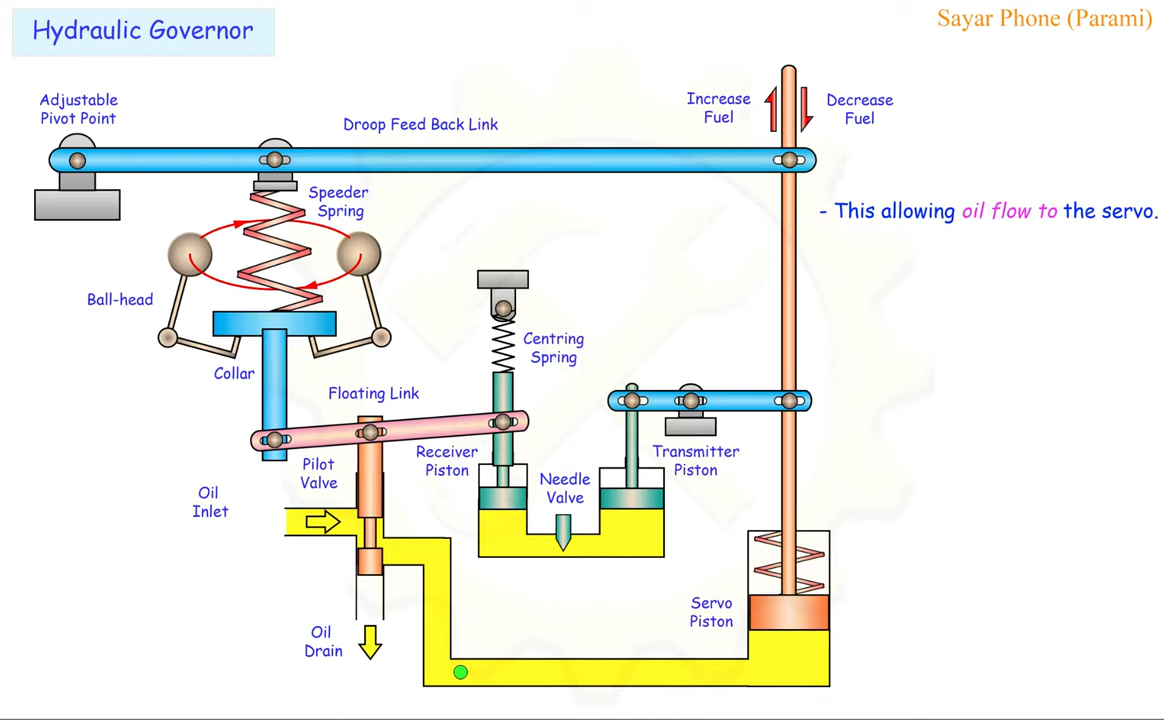 Hydraulic Governor
Sayar Phone (Parami)
Adjustable
Pivot Point
Droop Feed Back Link
Increase
Fuel
Decrease
Fuel
Speeder
Spring
- This allowing oil flow to the servo.
Ball-head
Centring
Spring
Collar
Floating Link
Pilot
Valve
Receiver
Piston
Transmitter
Piston
Needle
Valve
Oil
Inlet
Servo
Piston
Oil
Drain